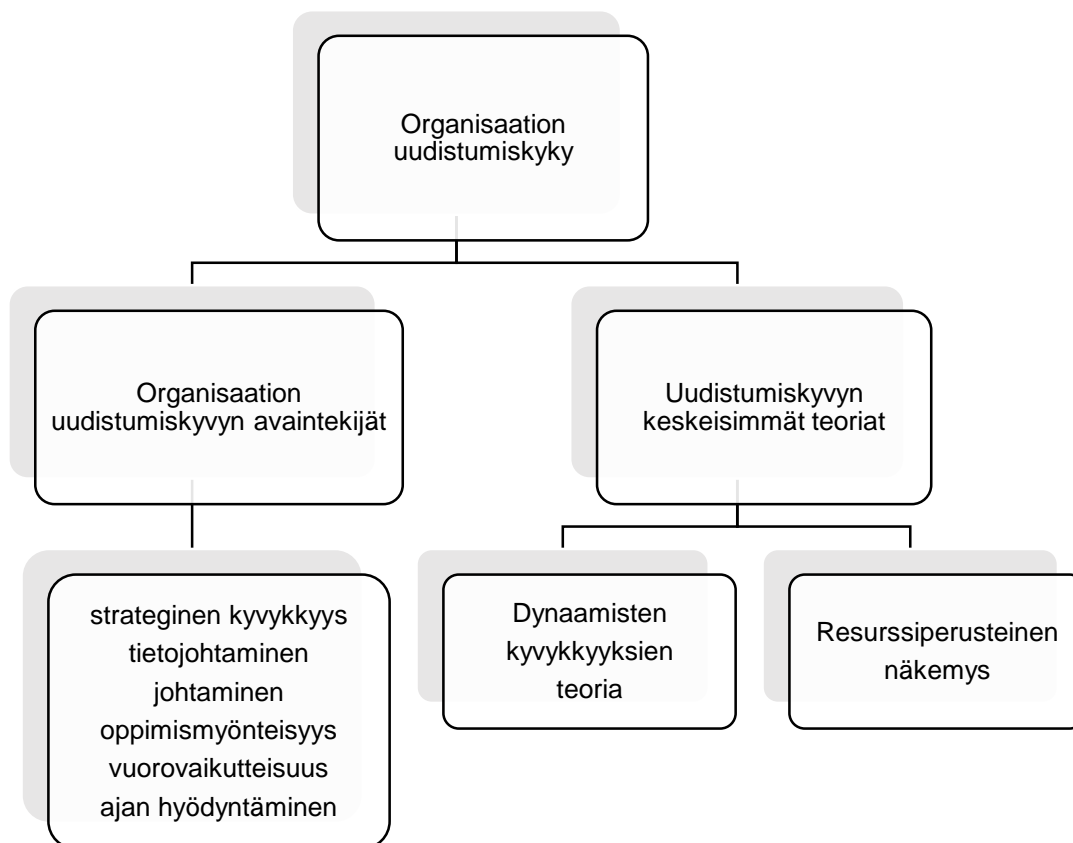 Organisaation
uudistumiskyky
Organisaation
uudistumiskyvyn avaintekijät
Uudistumiskyvyn
keskeisimmät teoriat
strateginen kyvykkyys
tietojohtaminen
johtaminen
oppimismyönteisyys
vuorovaikutteisuus
ajan hyödyntäminen
Dynaamisten
kyvykkyyksien
teoria
Resurssiperusteinen
näkemys